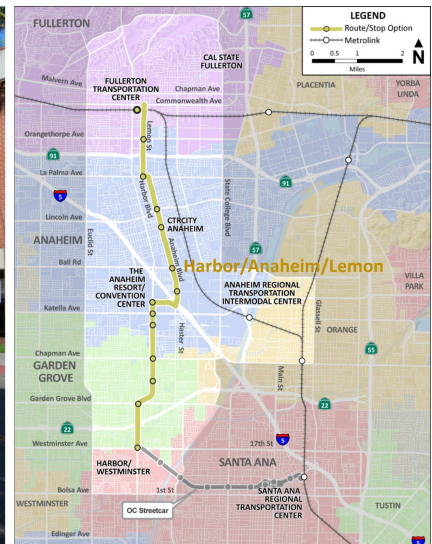 FULLERTON
57
LEGEND
Route/Stop Option
Metrolink
0 0.5 1 2
Miles
N
CAL STATE
FULLERTON
FULLERTON
TRANSPORTATION
CENTER
Malvern Ave
Chapman Ave
Commonwealth Ave
PLACENTIA
YORBA
LINDA
Orangethorpe Ave
Lemon St
91
La Palma Ave
5
Harbor Blvd
State College Blvd
91
Lincoln Ave
Euclid St
CTRCITY
ANAHEIM
57
ANAHEIM
Ball Rd
Anaheim Blvd
Harbor/Anaheim/Lemon
THE
ANAHEIM
RESORT/
CONVENTION
CENTER
ANAHEIM REGIONAL
TRANSPORTATION
INTERMODAL CENTER
VILLA
PARK
Katella Ave
Haster St
Glassell St
ORANGE
Chapman Ave
Main St
55
GARDEN
GROVE
Garden Grove Blvd
22
22
Westminster Ave
17th St
5
HARBOR/
WESTMINSTER
SANTA ANA
Bolsa Ave
1st St
SANTA ANA
REGIONAL
TRANSPORTATION
CENTER
WESTMINSTER
OC Streetcar
TUSTIN
Edinger Ave
5